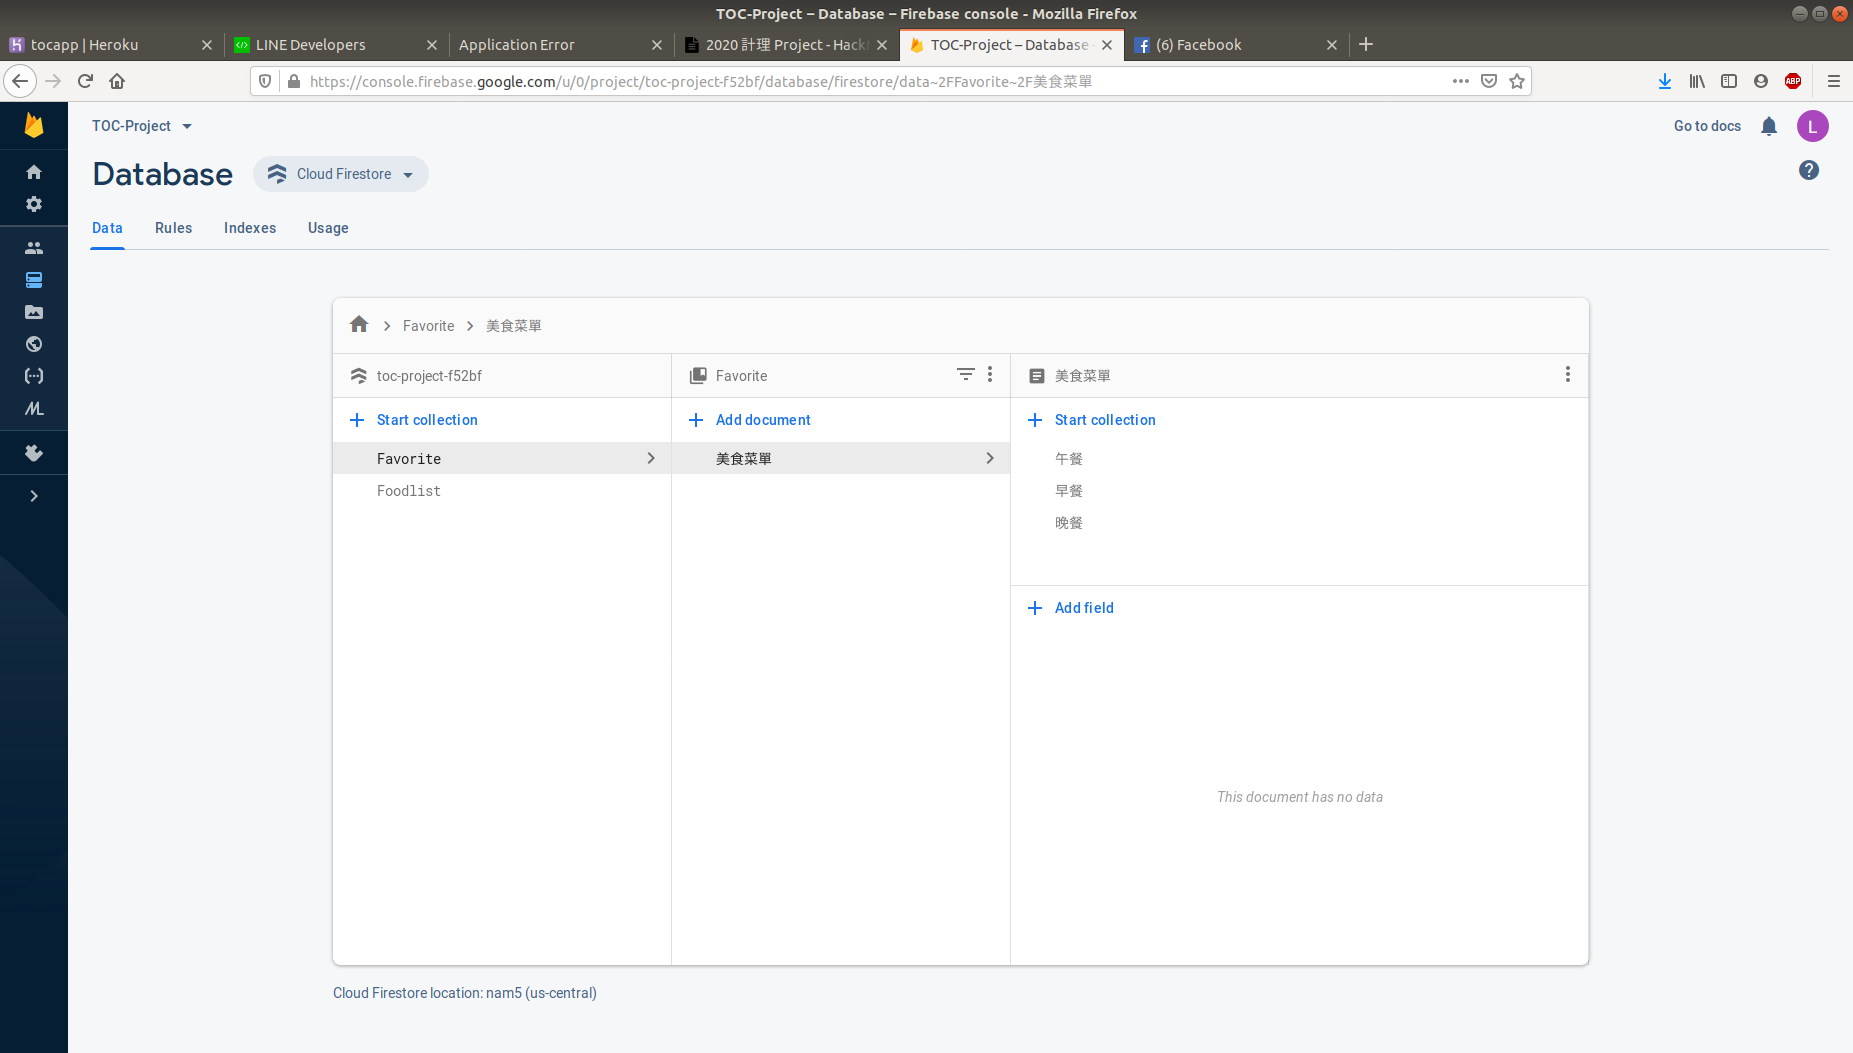 TOC-Project – Database – Firebase console - Mozilla Firefox
tocapp | Heroku
LINE Developers
Application Error
2020 計理 Project - Hack
TOC-Project – Database
(6) Facebook
https://console.firebase.google.com/u/0/project/toc-project-f52bf/database/firestore/data~2FFavorite~2F美食菜單
ABP
TOC-Project
Go to docs
L
Database
Cloud Firestore
Data
Rules
Indexes
Usage
Favorite
美食菜單
toc-project-f52bf
Favorite
美食菜單
Start collection
Add document
Start collection
Favorite
美食菜單
午餐
Foodlist
早餐
晚餐
Add field
This document has no data
Cloud Firestore location: nam5 (us-central)